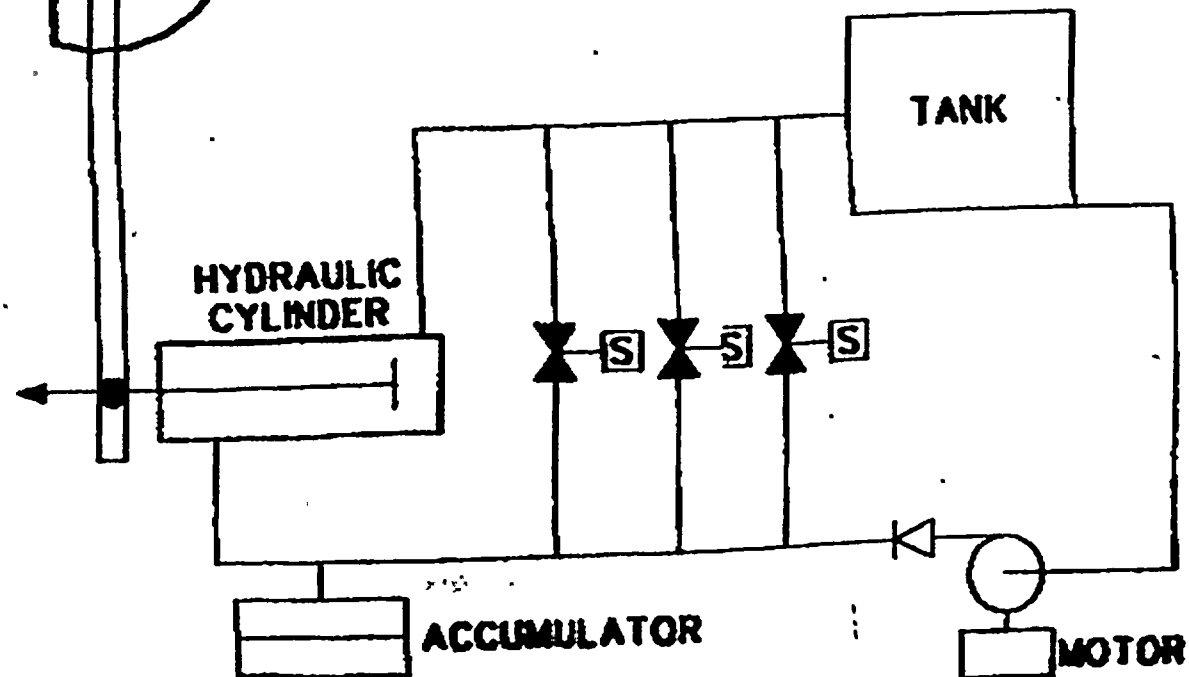 TANK
HYDRAULIC
CYLINDER
S S S
ACCUMULATOR
MOTOR